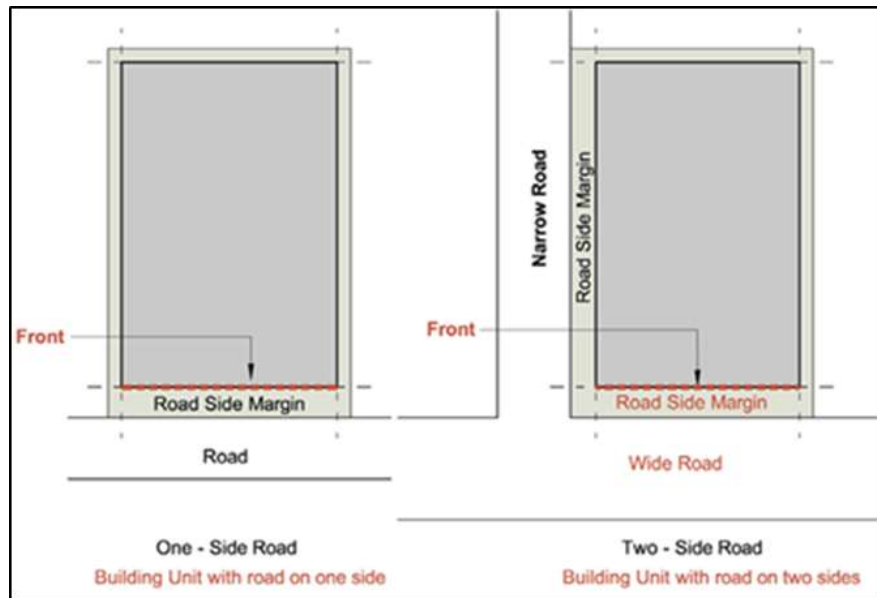 Front
Road Side Margin
Road
One - Side Road
Building Unit with road on one side
Narrow Road
Road Side Margin
Front
Road Side Margin
Wide Road
Two - Side Road
Building Unit with road on two sides